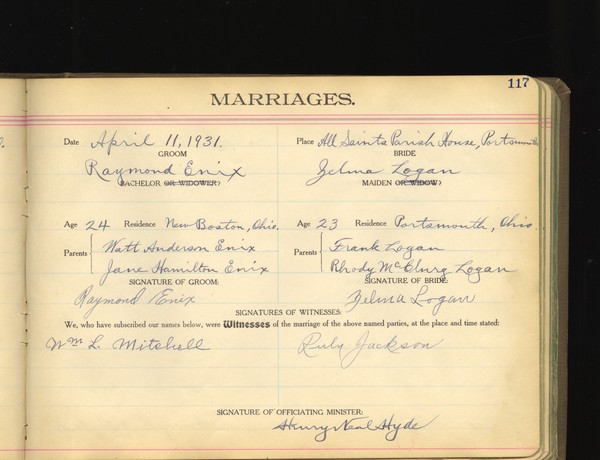 117
MARRIAGES.
Date April 11, 1931. Place All Saints Parish House, Portsmouth
GROOM BRIDE
Raymond Enix Zelma Logan
BACHELOR OR WIDOWER) MAIDEN OR WIDOW)
Age 24 Residence New Boston, Ohio. Age 23 Residence Portsmouth, Ohio.
Parents Watt Anderson Enix Parents Frank Logan
Jane Hamilton Enix Rhody McClurg Logan
SIGNATURE OF GROOM: SIGNATURE OF BRIDE:
Raymond Enix Zelma Logan
SIGNATURES OF WITNESSES:
We, who have subscribed our names below, were Witnesses of the marriage of the above named parties, at the place and time stated:
Wm L. Mitchell Ruby Jackson
SIGNATURE OF OFFICIATING MINISTER:
Henry Neal Hyde